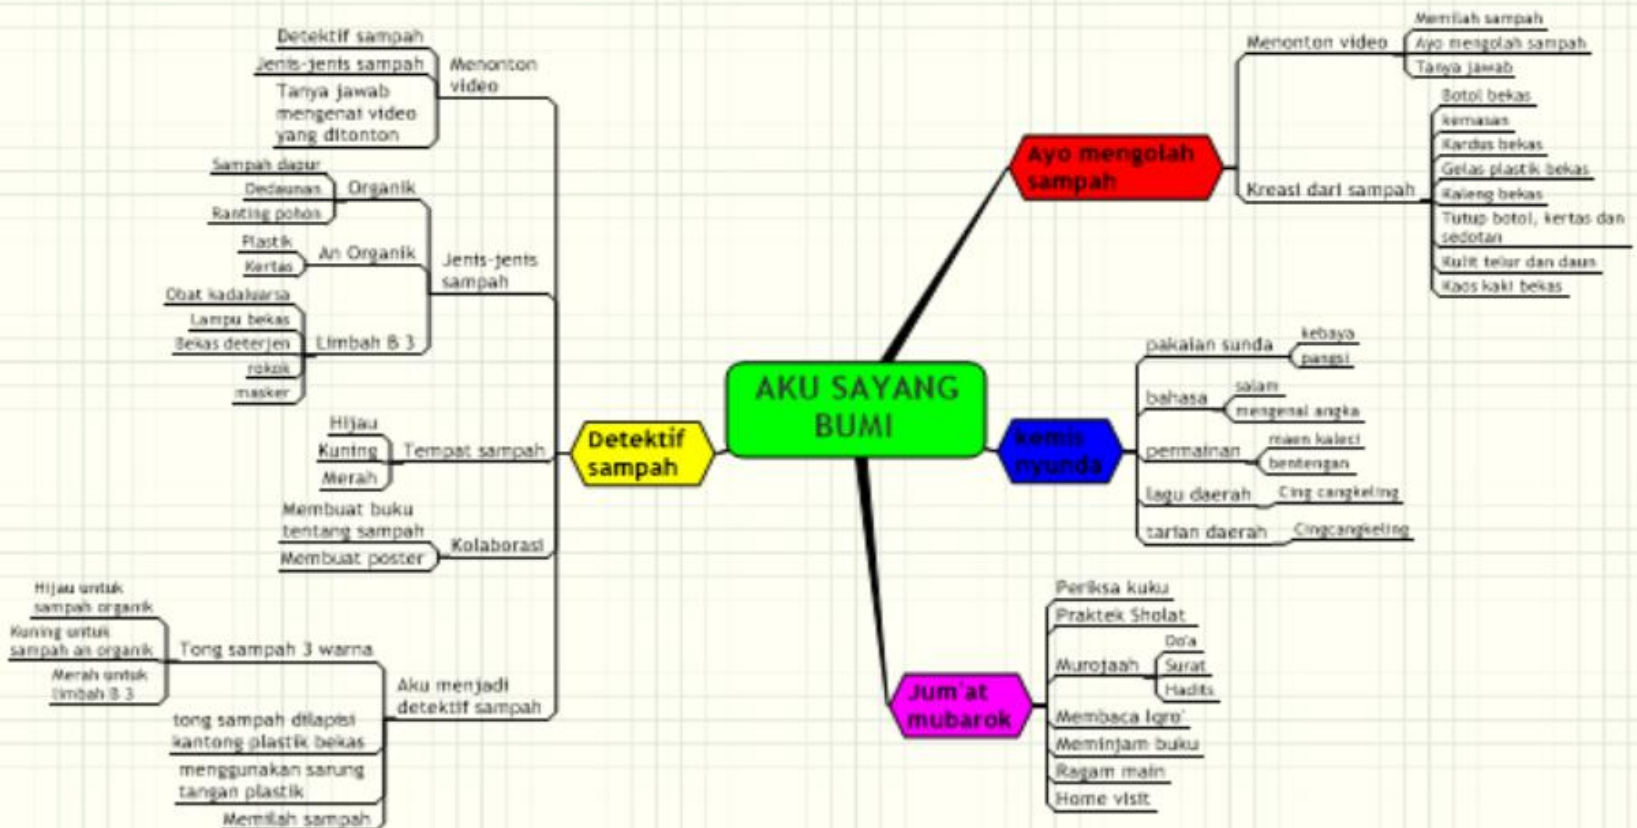 AKU SAYANG
BUMI
Detektif
sampah
Menonton
video
Detektif sampah
Jenis-jenis sampah
Tanya jawab
mengenai video
yang ditonton
Jenis-jenis
sampah
Organik
Sampah dapur
Dedaunan
Ranting pohon
An Organik
Plastik
Kertas
Limbah B 3
Obat kadaluarsa
Lampu bekas
Bekas deterjen
rokok
masker
Tempat sampah
Hijau
Kuning
Merah
Kolaborasi
Membuat buku
tentang sampah
Membuat poster
Aku menjadi
detektif sampah
Tong sampah 3 warna
Hijau untuk
sampah organik
Kuning untuk
sampah an organik
Merah untuk
limbah B 3
tong sampah dilapisi
kantong plastik bekas
menggunakan sarung
tangan plastik
Memilah sampah
Ayo mengolah
sampah
Menonton video
Memilah sampah
Ayo mengolah sampah
Tanya jawab
Kreasi dari sampah
Botol bekas
kemasan
Kardus bekas
Gelas plastik bekas
Kaleng bekas
Tutup botol, kertas dan
sedotan
Kulit telur dan daun
Kaos kaki bekas
kemis
nyunda
pakaian sunda
kebaya
pangsi
bahasa
salam
mengenal angka
permainan
maen kaleci
bentengan
lagu daerah
Cing cangkeling
tarian daerah
Cingcangkeling
Jum'at
mubarok
Periksa kuku
Praktek Sholat
Murojaah
Do'a
Surat
Hadits
Membaca Iqro'
Meminjam buku
Ragam main
Home visit